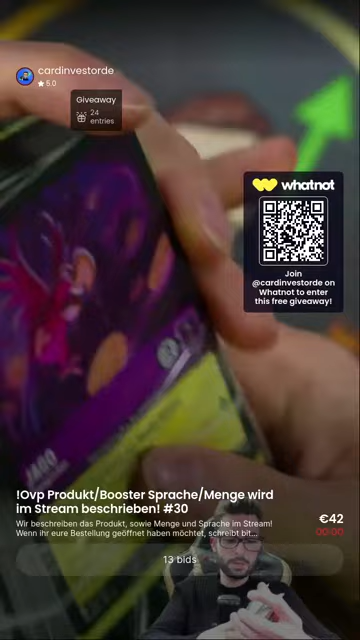 cardinvestorde
5.0
Giveaway
24
entries
whatnot
Join
@cardinvestorde on
Whatnot to enter
this free giveaway!
JAGO
!Ovp Produkt/Booster Sprache/Menge wird
im Stream beschrieben! #30
€42
Wir beschreiben das Produkt, sowie Menge und Sprache im Stream!
00:00
Wenn ihr eure Bestellung geöffnet haben möchtet, schreibt bit...
13 bids